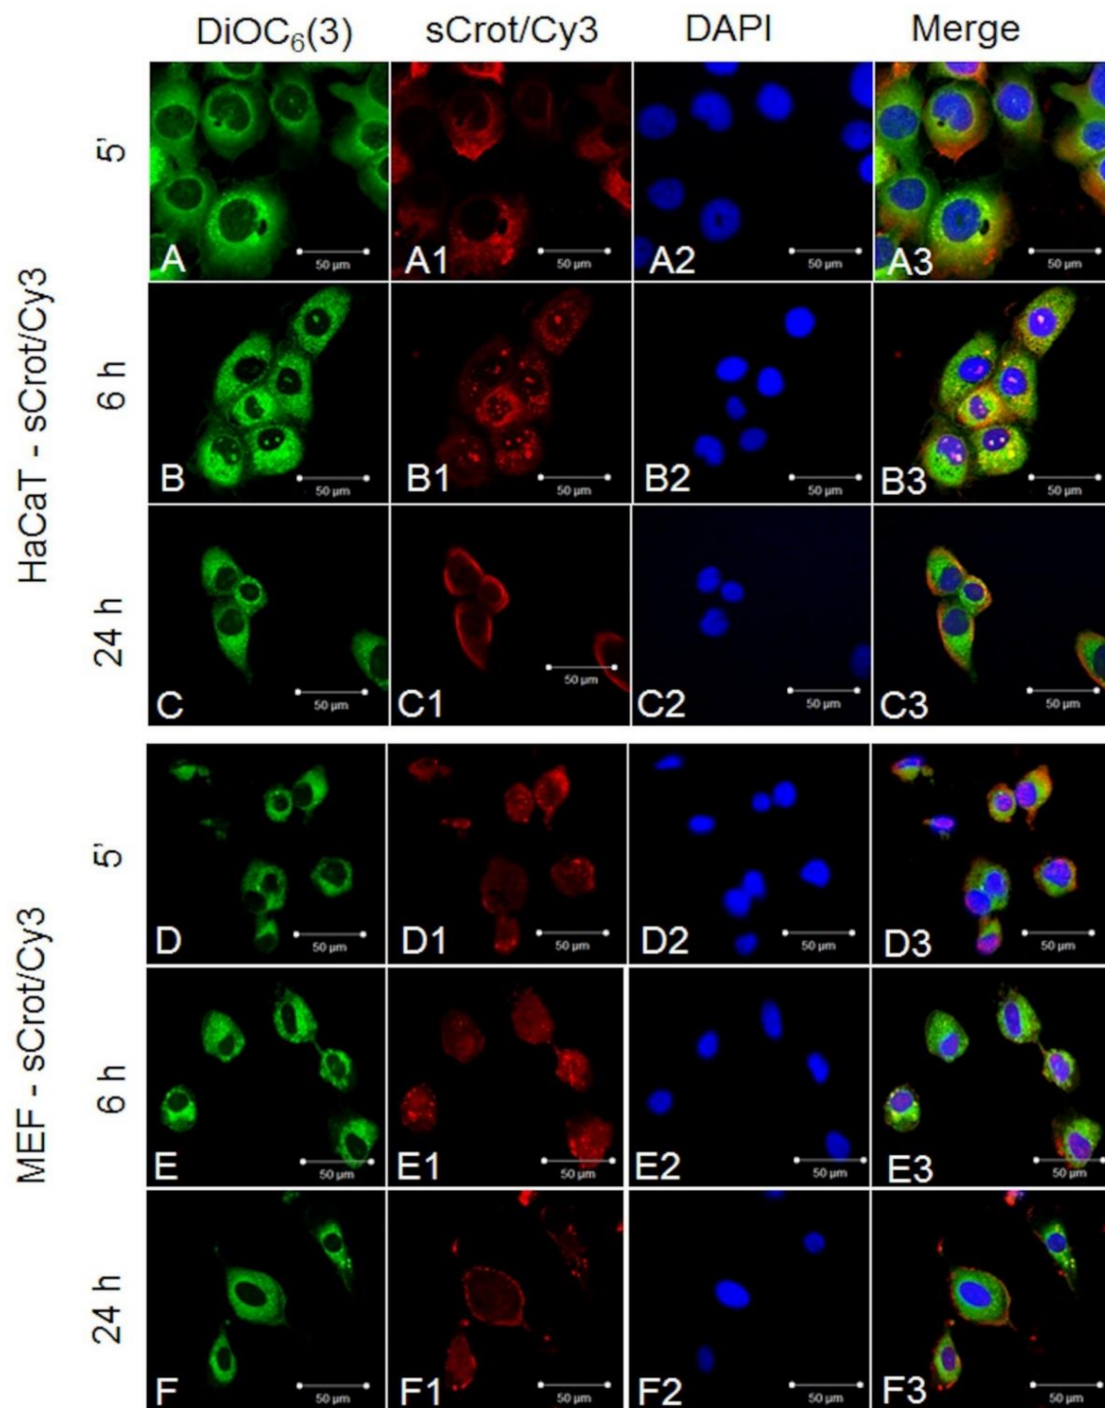 DiOC₆(3) sCrot/Cy3 DAPI Merge
HaCaT - sCrot/Cy3
5'
50 µm 50 µm 50 µm 50 µm
A A1 A2 A3
6 h
50 µm 50 µm 50 µm 50 µm
B B1 B2 B3
24 h
50 µm 50 µm 50 µm 50 µm
C C1 C2 C3
MEF - sCrot/Cy3
5'
50 µm 50 µm 50 µm 50 µm
D D1 D2 D3
6 h
50 µm 50 µm 50 µm 50 µm
E E1 E2 E3
24 h
50 µm 50 µm 50 µm 50 µm
F F1 F2 F3